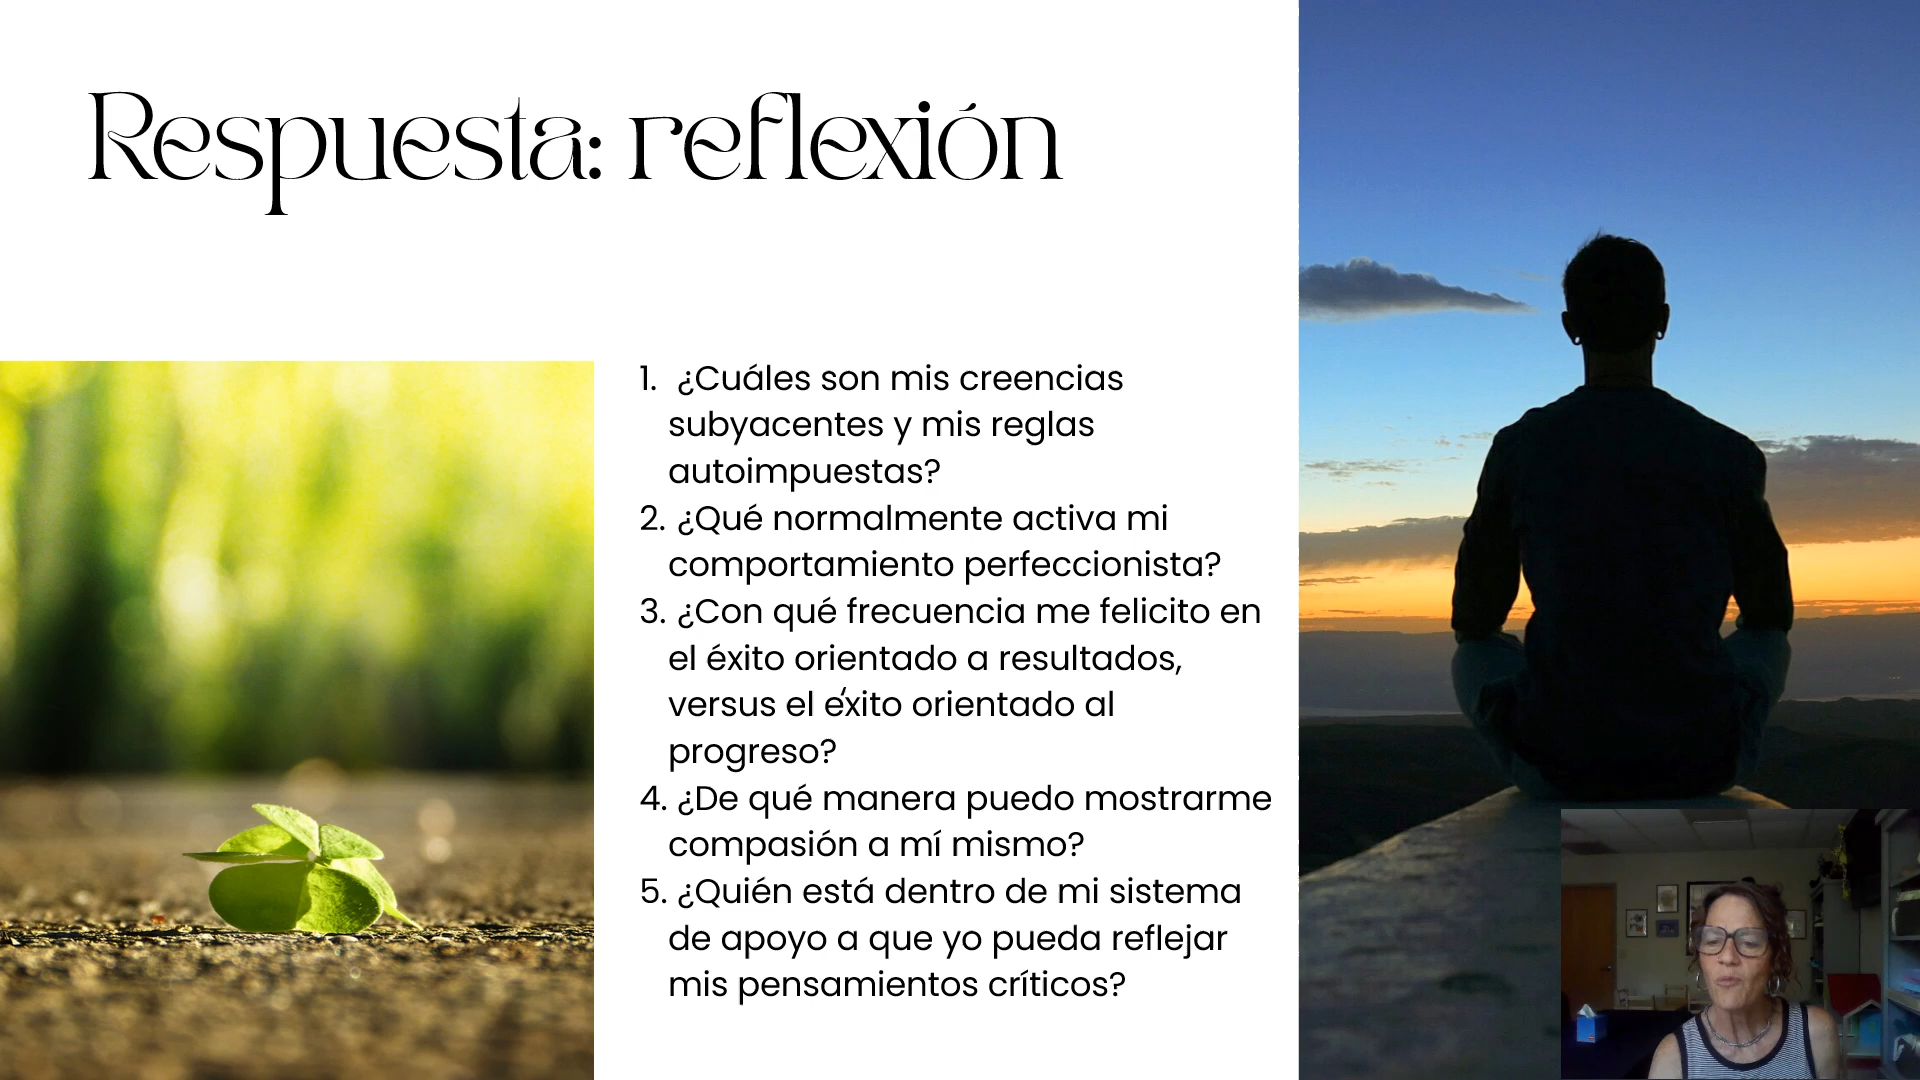 Respuesta: reflexión
1. ¿Cuáles son mis creencias
subyacentes y mis reglas
autoimpuestas?
2. ¿Qué normalmente activa mi
comportamiento perfeccionista?
3. ¿Con qué frecuencia me felicito en
el éxito orientado a resultados,
versus el éxito orientado al
progreso?
4. ¿De qué manera puedo mostrarme
compasión a mí mismo?
5. ¿Quién está dentro de mi sistema
de apoyo a que yo pueda reflejar
mis pensamientos críticos?